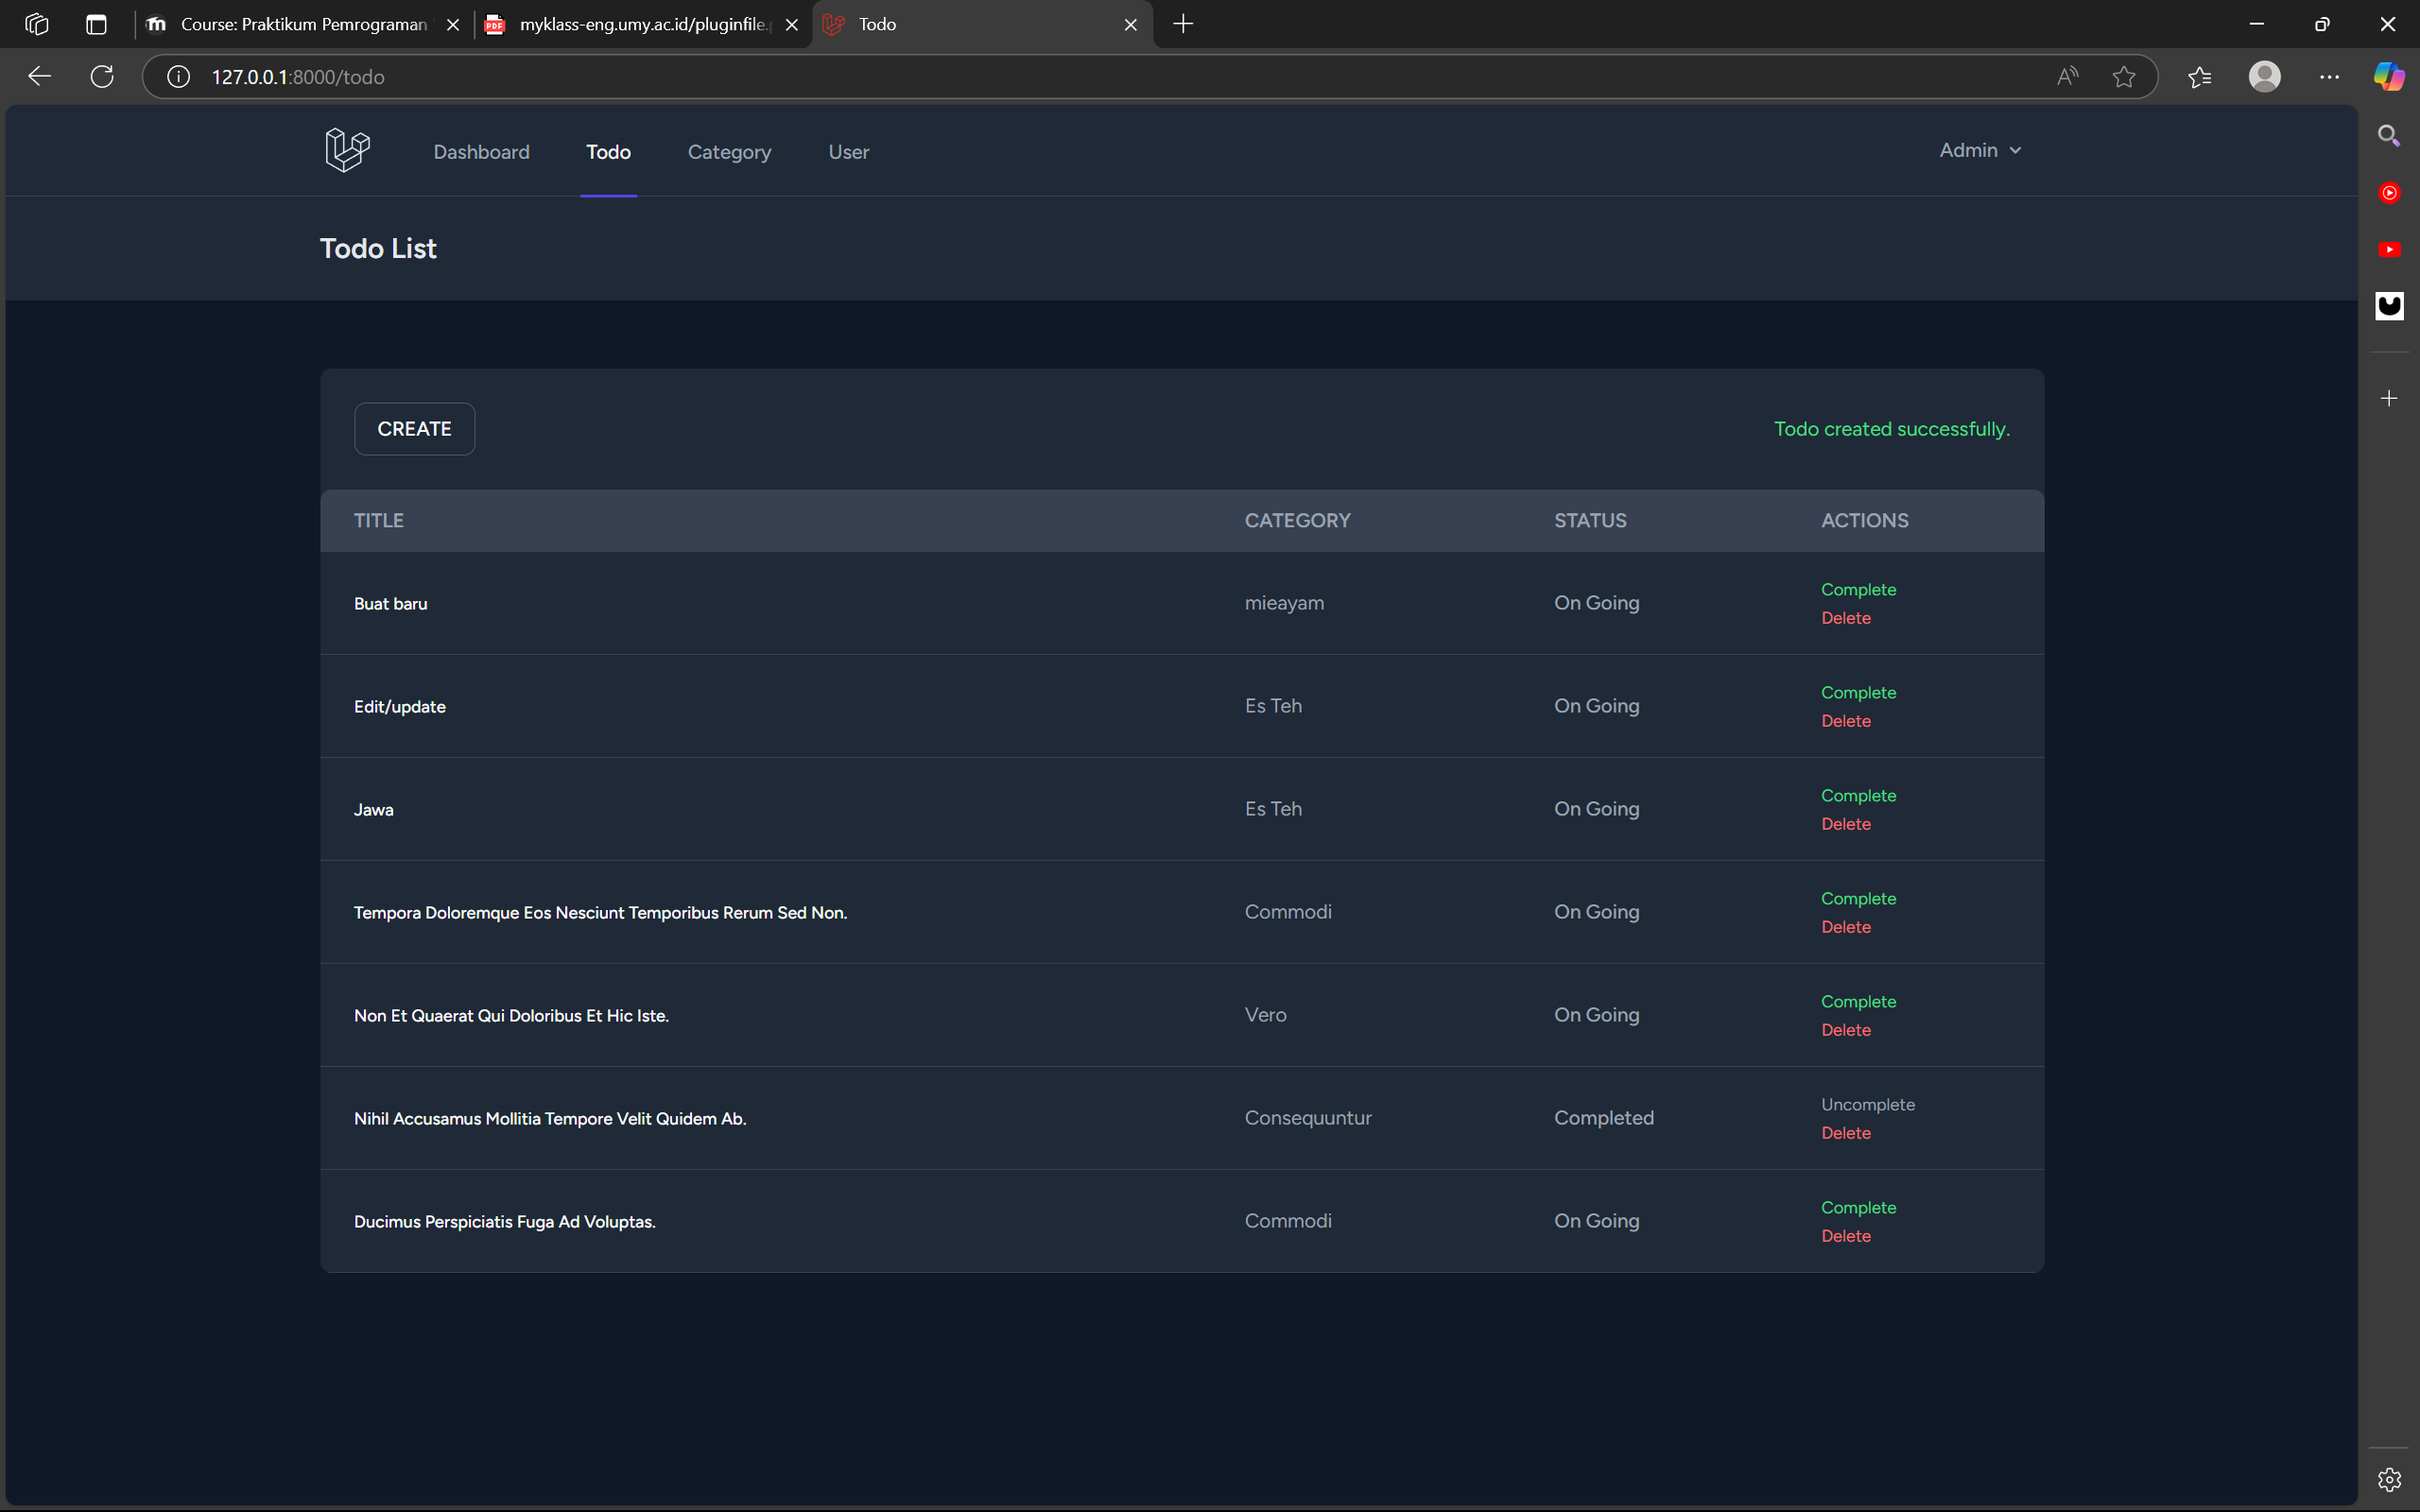 Course: Praktikum Pemrograman
myklass-eng.umy.ac.id/pluginfile.p
Todo
127.0.0.1:8000/todo
Dashboard Todo Category User Admin
Todo List
CREATE Todo created successfully.
TITLE CATEGORY STATUS ACTIONS
Buat baru mieayam On Going Complete
Delete
Edit/update Es Teh On Going Complete
Delete
Jawa Es Teh On Going Complete
Delete
Tempora Doloremque Eos Nesciunt Temporibus Rerum Sed Non. Commodi On Going Complete
Delete
Non Et Quaerat Qui Doloribus Et Hic Iste. Vero On Going Complete
Delete
Nihil Accusamus Mollitia Tempore Velit Quidem Ab. Consequuntur Completed Uncomplete
Delete
Ducimus Perspiciatis Fuga Ad Voluptas. Commodi On Going Complete
Delete